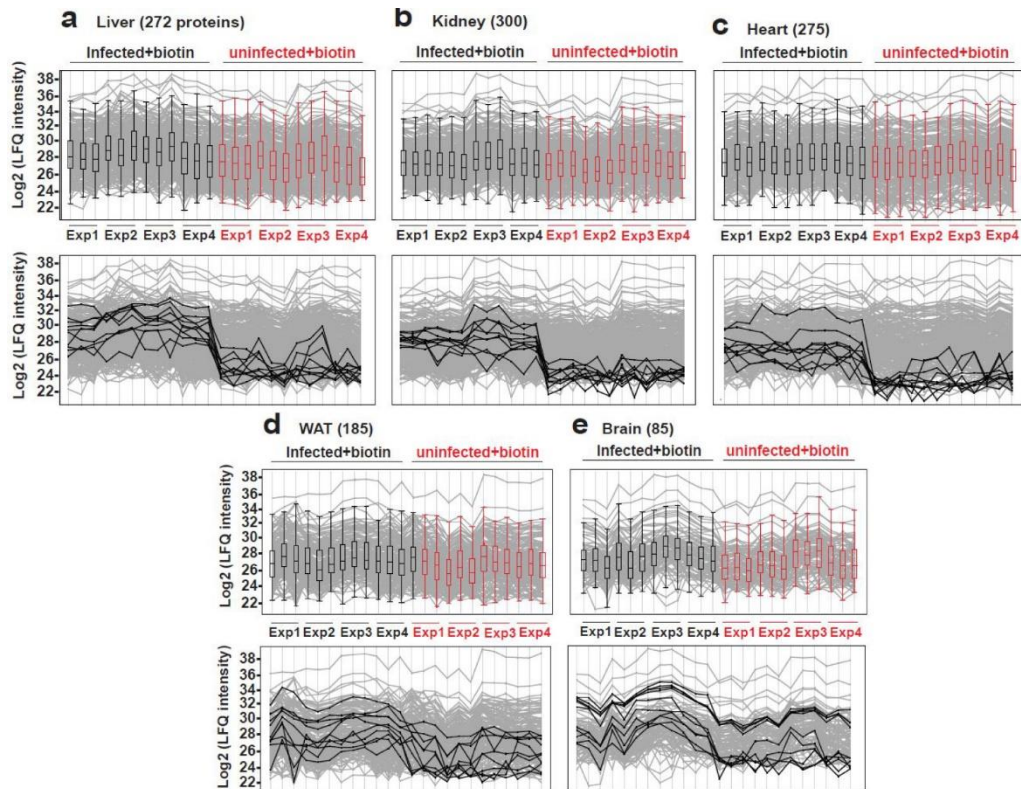 a Liver (272 proteins)
Infected+biotin uninfected+biotin
Log2 (LFQ intensity)
38
36
34
30
28
26
24
22
Exp1 Exp2 Exp3 Exp4 Exp1 Exp2 Exp3 Exp4
Log2 (LFQ intensity)
38
36
34
30
28
26
24
22
b Kidney (300)
Infected+biotin uninfected+biotin
Exp1 Exp2 Exp3 Exp4 Exp1 Exp2 Exp3 Exp4
c Heart (275)
Infected+biotin uninfected+biotin
Exp1 Exp2 Exp3 Exp4 Exp1 Exp2 Exp3 Exp4
d WAT (185)
Infected+biotin uninfected+biotin
Log2 (LFQ intensity)
38
36
34
30
28
26
24
22
Exp1 Exp2 Exp3 Exp4 Exp1 Exp2 Exp3 Exp4
Log2 (LFQ intensity)
38
36
34
30
28
26
24
22
e Brain (85)
Infected+biotin uninfected+biotin
Exp1 Exp2 Exp3 Exp4 Exp1 Exp2 Exp3 Exp4